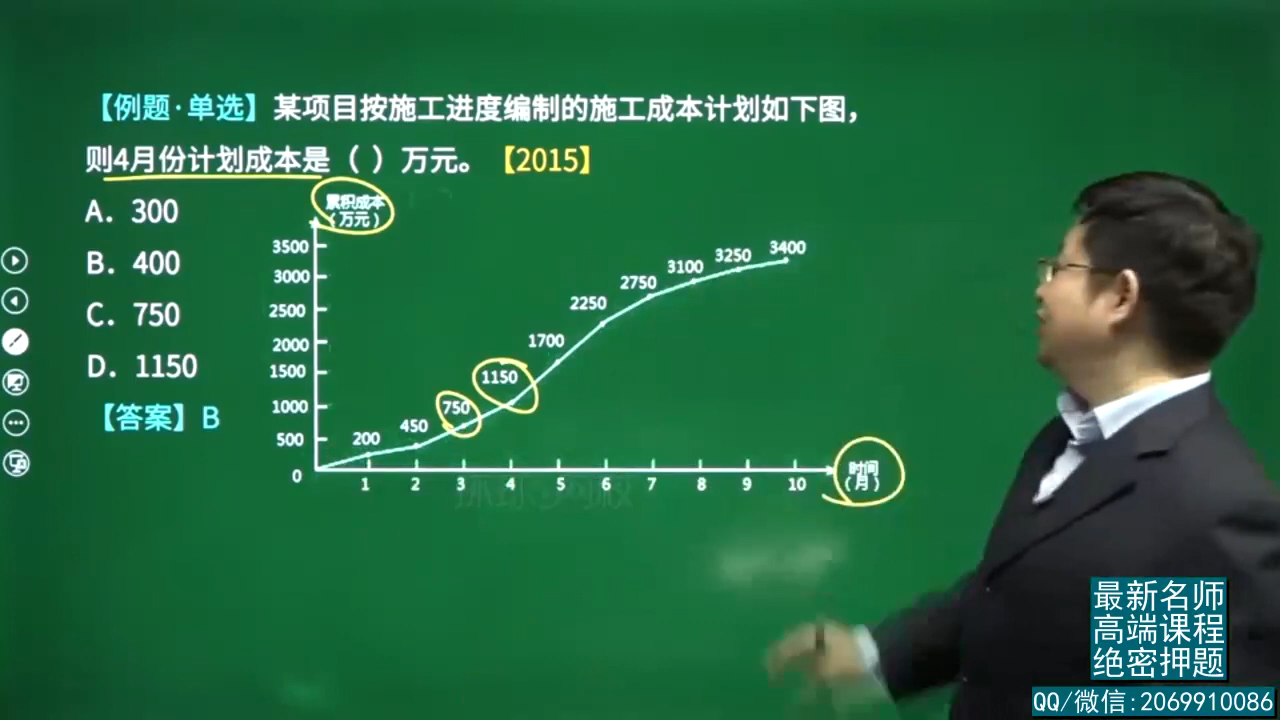 【例题·单选】某项目按施工进度编制的施工成本计划如下图，
则4月份计划成本是（ ）万元。【2015】
A. 300
B. 400
C. 750
D. 1150
【答案】B
累积成本
（万元）
3500
3000
2500
2000
1500
1000
500
0
200
450
750
1150
1700
2250
2750
3100
3250
3400
1 2 3 4 5 6 7 8 9 10
时间
（月）
最新名师
高端课程
绝密押题
QQ/微信:2069910086